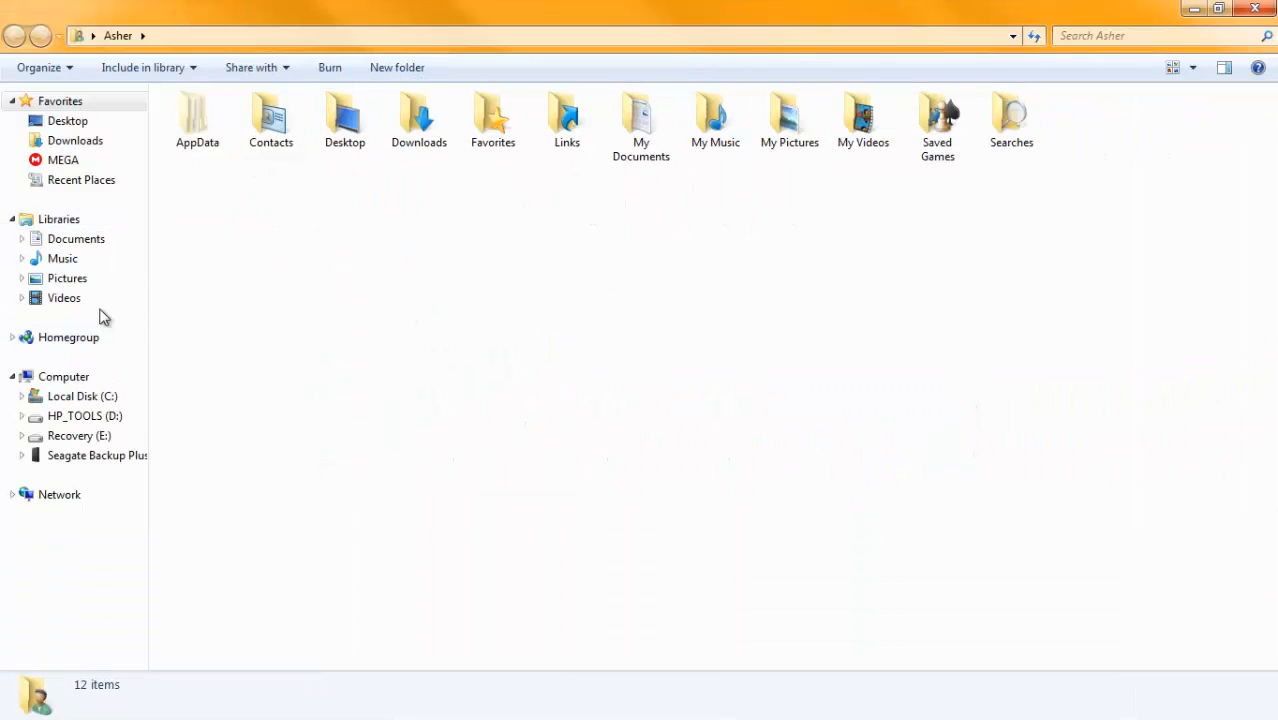 Asher
Search Asher
Organize
Include in library
Share with
Burn
New folder
Favorites
Desktop
Downloads
MEGA
Recent Places
Libraries
Documents
Music
Pictures
Videos
Homegroup
Computer
Local Disk (C:)
HP_TOOLS (D:)
Recovery (E:)
Seagate Backup Plus
Network
AppData
Contacts
Desktop
Downloads
Favorites
Links
My
Documents
My Music
My Pictures
My Videos
Saved
Games
Searches
12 items